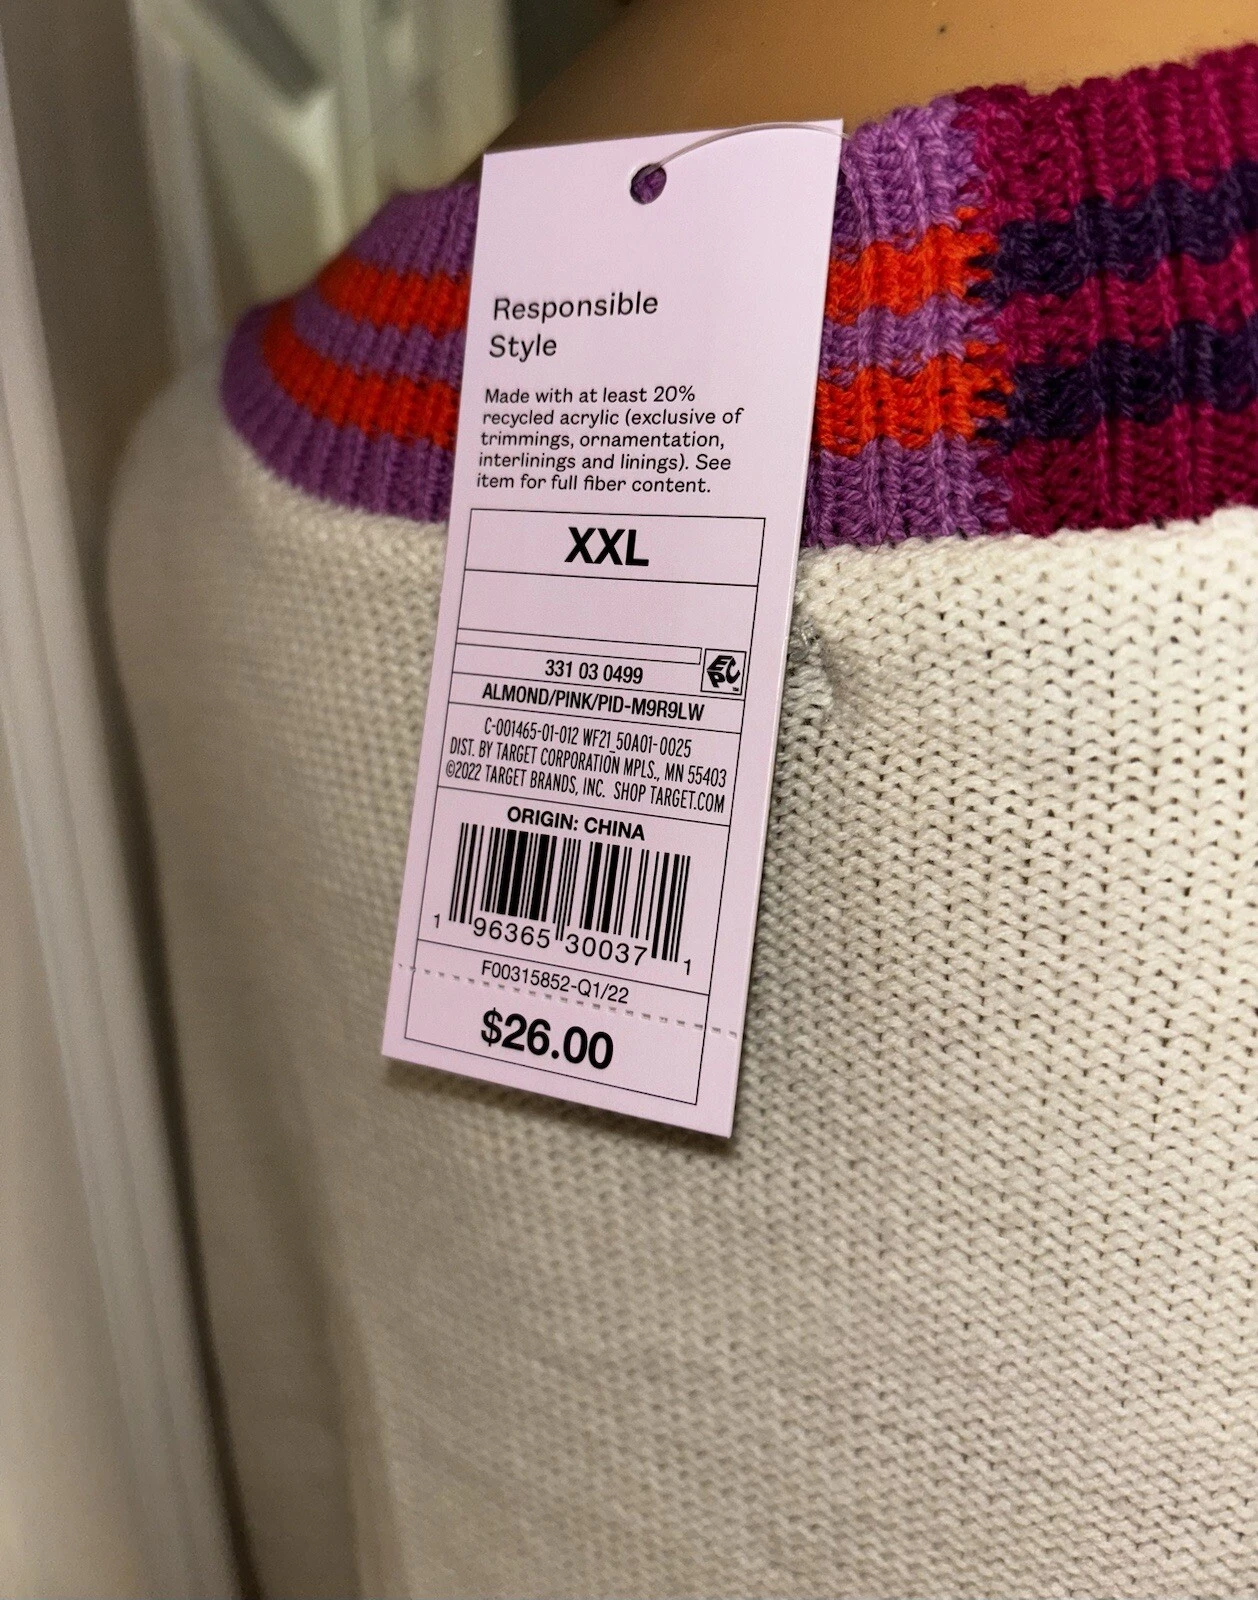 Responsible
Style
Made with at least 20%
recycled acrylic (exclusive of
trimmings, ornamentation,
interlinings and linings). See
item for full fiber content.
XXL
331 03 0499
EPC™
ALMOND/PINK/PID-M9R9LW
C-001465-01-012 WF21_50A01-0025
DIST. BY TARGET CORPORATION MPLS., MN 55403
©2022 TARGET BRANDS, INC. SHOP TARGET.COM
ORIGIN: CHINA
1 96365 30037 1
F00315852-Q1/22
$26.00